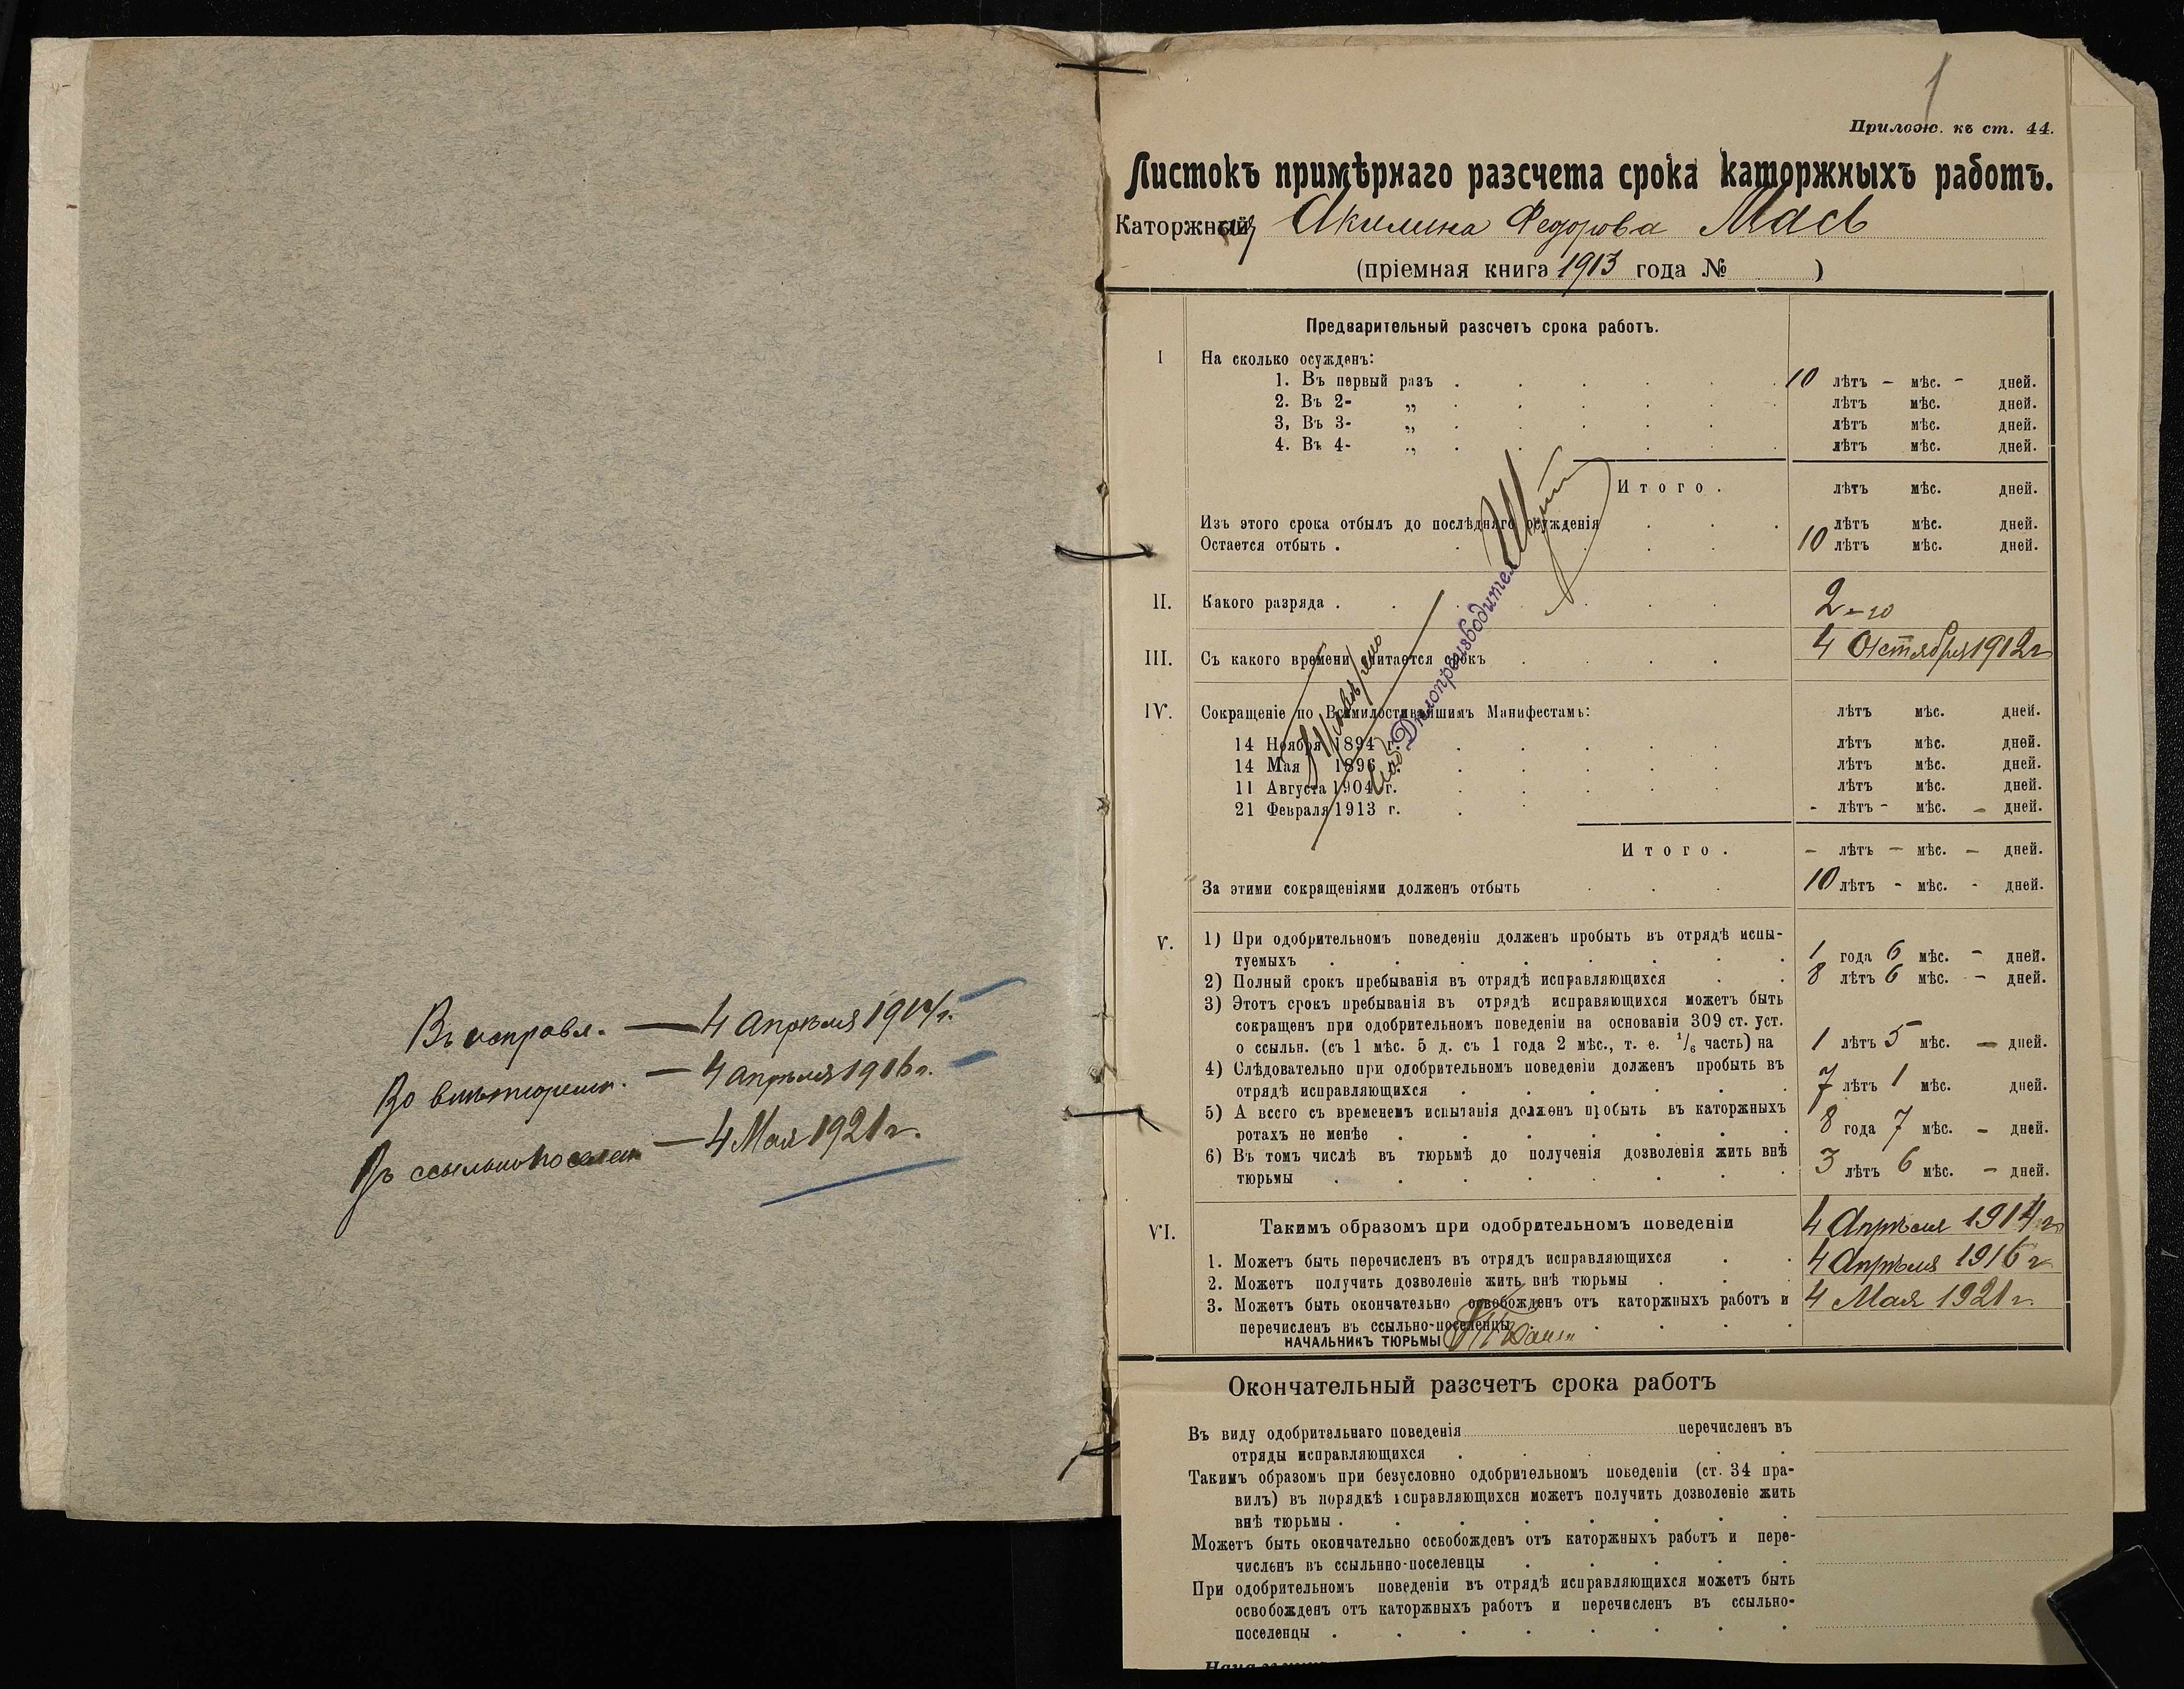 Въ исправл. — 4 апрѣля 1914 г.
Во внѣтюремн. — 4 апрѣля 1916 г.
Въ ссыльнопоселен — 4 Мая 1921 г.
1
Прилож. къ ст. 44.
Листокъ примѣрнаго разсчета срока каторжныхъ работъ.
Каторжная Акилина Федорова Мась
(пріемная книга 1913 года № )
Предварительный разсчетъ срока работъ.
I На сколько осужденъ:
1. Въ первый разъ . . . . . . 10 лѣтъ - мѣс. - дней.
2. Въ 2- „ . . . . . лѣтъ мѣс. дней.
3, Въ 3- „ . . . . . лѣтъ мѣс. дней.
4. Въ 4- „ . . . . . лѣтъ мѣс. дней.
Итого. лѣтъ мѣс. дней.
Изъ этого срока отбылъ до послѣдняго осужденія . . . лѣтъ мѣс. дней.
Остается отбыть . . . . . 10 лѣтъ мѣс. дней.
II. Какого разряда . . . . . . 2-го
III. Съ какого времени считается срокъ . . . . 4 Октября 1912 г
Дѣлопроизводитель
IV. Сокращеніе по Всемилостивѣйшимъ Манифестамъ: лѣтъ мѣс. дней.
14 Ноября 1894 г. . . . . . лѣтъ мѣс. дней.
14 Мая 1896 г. . . . . . лѣтъ мѣс. дней.
11 Августа 1904 г. . . . . . лѣтъ мѣс. дней.
21 Февраля 1913 г. . . - лѣтъ - мѣс. - дней.
Итого. - лѣтъ - мѣс. - дней.
За этими сокращеніями долженъ отбыть . . . 10 лѣтъ - мѣс. - дней.
V. 1) При одобрительномъ поведеніи долженъ пробыть въ отрядѣ испы-
туемыхъ . . . . . . . . 1 года 6 мѣс. - дней.
2) Полный срокъ пребыванія въ отрядѣ исправляющихся . . 8 лѣтъ 6 мѣс. - дней.
3) Этотъ срокъ пребыванія въ отрядѣ исправяющихся можетъ быть
сокращенъ при одобрительномъ поведеніи на основаніи 309 ст. уст.
о ссыльн. (съ 1 мѣс. 5 д. съ 1 года 2 мѣс., т. е. 1/6 часть) на 1 лѣтъ 5 мѣс. - дней.
4) Слѣдовательно при одобрительномъ поведеніи долженъ пробыть въ
отрядѣ исправляющихся . . . . . . 7 лѣтъ 1 мѣс. дней.
5) А всего съ временемъ испытанія долженъ пробыть въ каторжныхъ
ротахъ не менѣе . . . . . . . 8 года 7 мѣс. - дней.
6) Въ томъ числѣ въ тюрьмѣ до полученія дозволенія жить внѣ
тюрьмы . . . . . . . . 3 лѣтъ 6 мѣс. - дней.
VI. Такимъ образомъ при одобрительномъ поведеніи
1. Можетъ быть перечисленъ въ отрядъ исправляющихся . . 4 Апрѣля 1914 г.
2. Можетъ получить дозволеніе жить внѣ тюрьмы . . . 4 Апрѣля 1916 г
3. Можетъ быть окончательно освобожденъ отъ каторжныхъ работъ и 4 Мая 1921 г.
перечисленъ въ ссыльно-поселенцы . . . . .
НАЧАЛЬНИКЪ ТЮРЬМЫ
Окончательный разсчетъ срока работъ
Въ виду одобрительнаго поведенія перечисленъ въ
отряды исправляющихся . . . .
Такимъ образомъ при безусловно одобрительномъ поведеніи (ст. 34 пра-
вилъ) въ порядкѣ исправляющихся можетъ получить дозволеніе жить
внѣ тюрьмы . . . . . . . .
Можетъ быть окончательно освобожденъ отъ каторжныхъ работъ и пере-
численъ въ ссыльнно-поселенцы . . . . .
При одобрительномъ поведеніи въ отрядѣ исправляющихся можетъ быть
освобожденъ отъ каторжныхъ работъ и перечисленъ въ ссыльно-
поселенцы . . . . . . . .